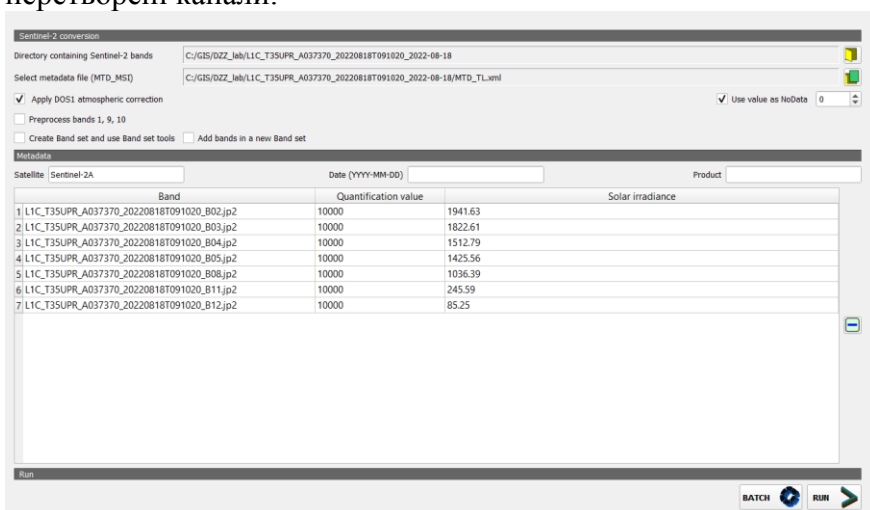 перетворені канали.
Sentinel-2 conversion
Directory containing Sentinel-2 bands C:/GIS/DZZ_lab/L1C_T35UPR_A037370_20220818T091020_2022-08-18
Select metadata file (MTD_MSI) C:/GIS/DZZ_lab/L1C_T35UPR_A037370_20220818T091020_2022-08-18/MTD_TL.xml
Apply DOS1 atmospheric correction Use value as NoData 0
Preprocess bands 1, 9, 10
Create Band set and use Band set tools Add bands in a new Band set
Metadata
Satellite Sentinel-2A Date (YYYY-MM-DD) Product
Band Quantification value Solar irradiance
1 L1C_T35UPR_A037370_20220818T091020_B02.jp2 10000 1941.63
2 L1C_T35UPR_A037370_20220818T091020_B03.jp2 10000 1822.61
3 L1C_T35UPR_A037370_20220818T091020_B04.jp2 10000 1512.79
4 L1C_T35UPR_A037370_20220818T091020_B05.jp2 10000 1425.56
5 L1C_T35UPR_A037370_20220818T091020_B08.jp2 10000 1036.39
6 L1C_T35UPR_A037370_20220818T091020_B11.jp2 10000 245.59
7 L1C_T35UPR_A037370_20220818T091020_B12.jp2 10000 85.25
Run
BATCH RUN